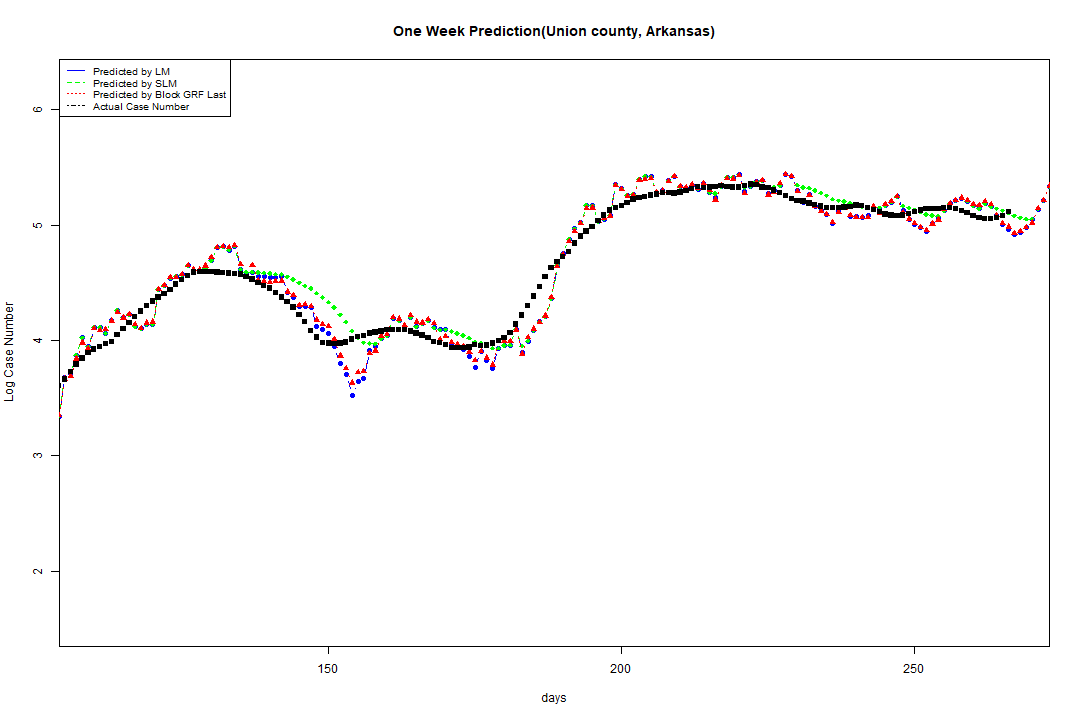 One Week Prediction(Union county, Arkansas)
Predicted by LM
Predicted by SLM
Predicted by Block GRF Last
Actual Case Number
6
5
4
3
2
Log Case Number
150 200 250
days